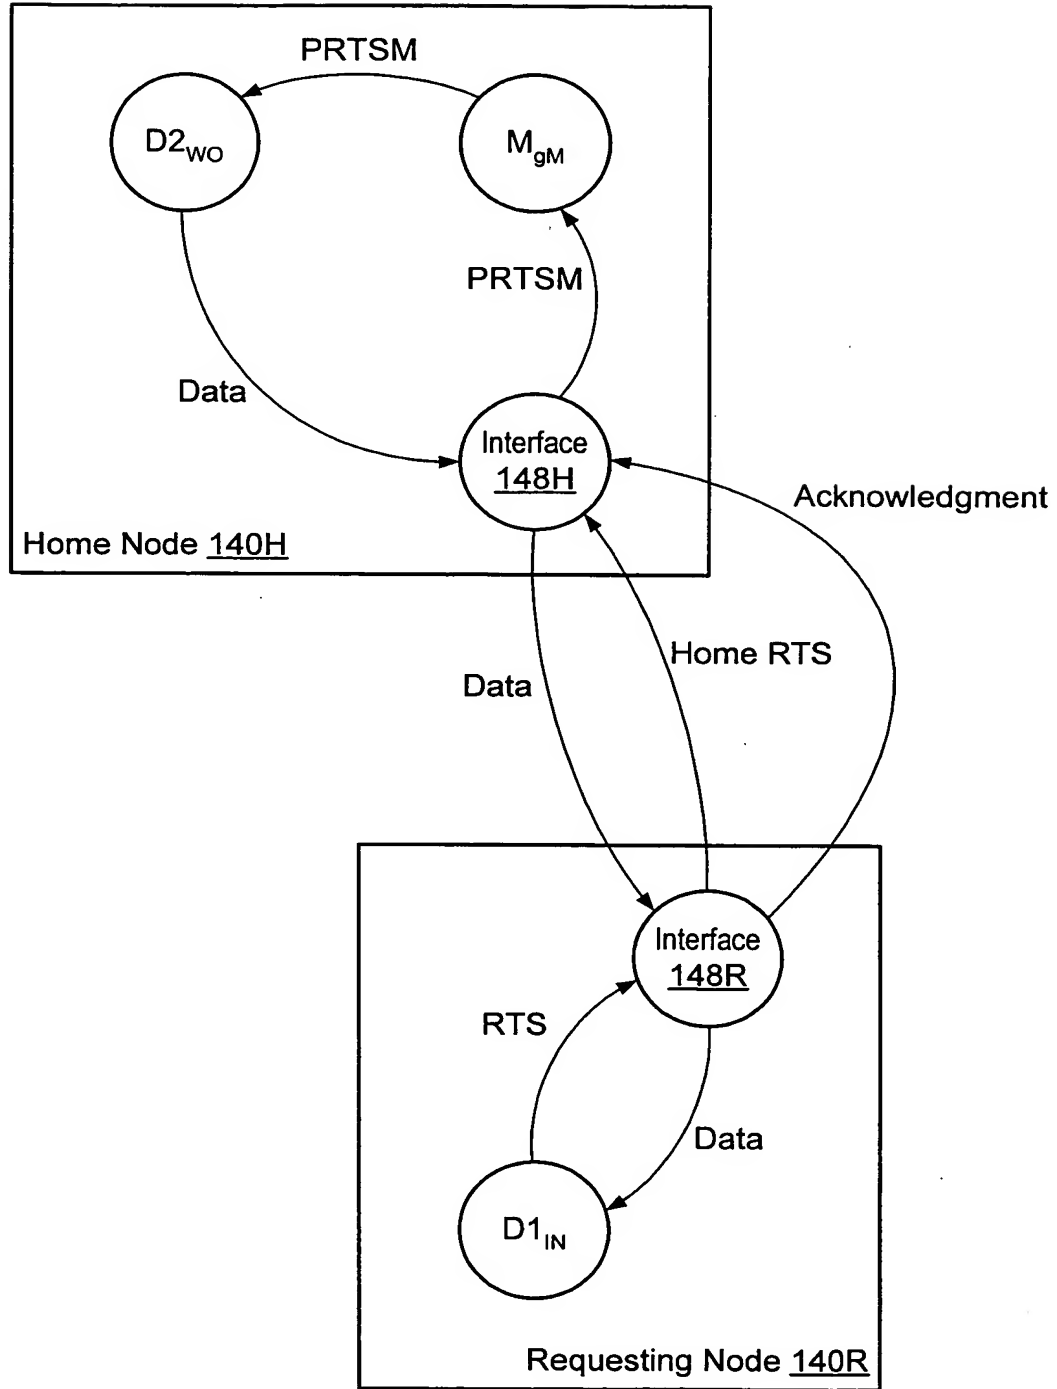 PRTSM
D2WO
MgM
PRTSM
Data
Interface
148H
Acknowledgment
Home Node 140H
Home RTS
Data
Interface
148R
RTS
Data
D1IN
Requesting Node 140R